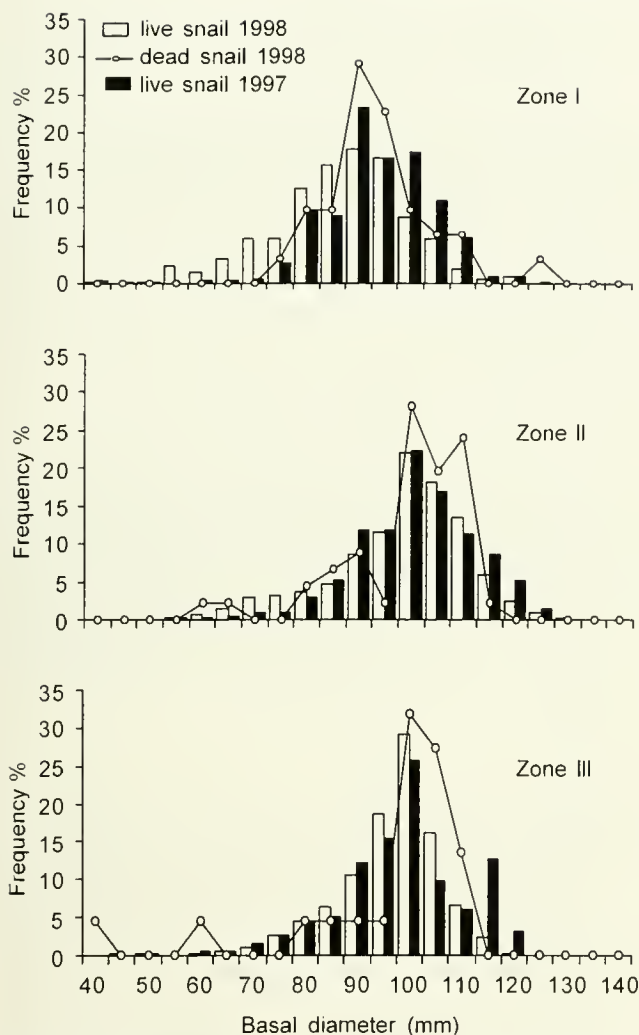 live snail 1998
dead snail 1998
live snail 1997
Zone I
Frequency %
35
30
25
20
15
10
5
0
Zone II
Frequency %
35
30
25
20
15
10
5
0
Zone III
Frequency %
35
30
25
20
15
10
5
0
40 50 60 70 80 90 100 110 120 130 140
Basal diameter (mm)